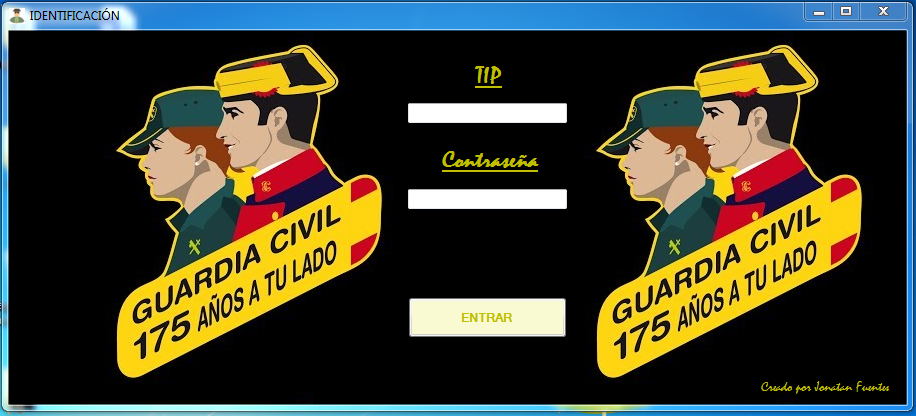 IDENTIFICACIÓN
GUARDIA CIVIL
175 AÑOS A TU LADO
TIP
Contraseña
ENTRAR
GUARDIA CIVIL
175 AÑOS A TU LADO
Creado por Jonatan Fuentes